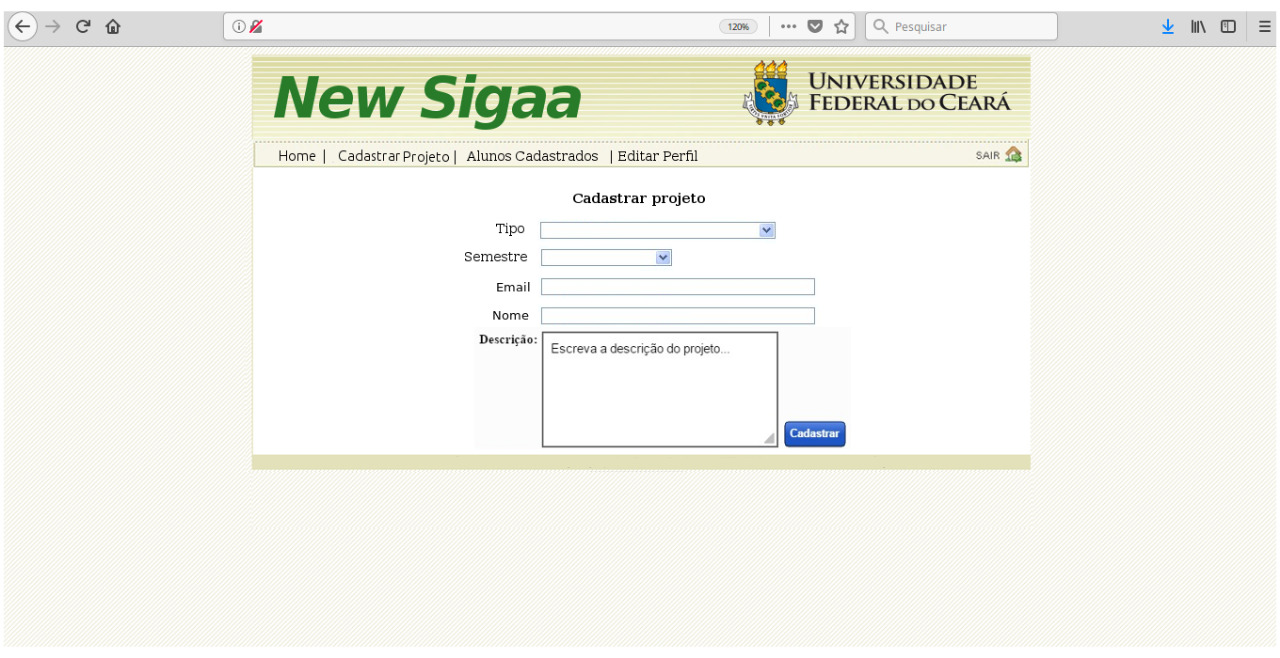 120% Pesquisar
New Sigaa
UNIVERSIDADE
FEDERAL DO CEARÁ
Home | Cadastrar Projeto | Alunos Cadastrados | Editar Perfil SAIR
Cadastrar projeto
Tipo
Semestre
Email
Nome
Descrição:
Escreva a descrição do projeto...
Cadastrar